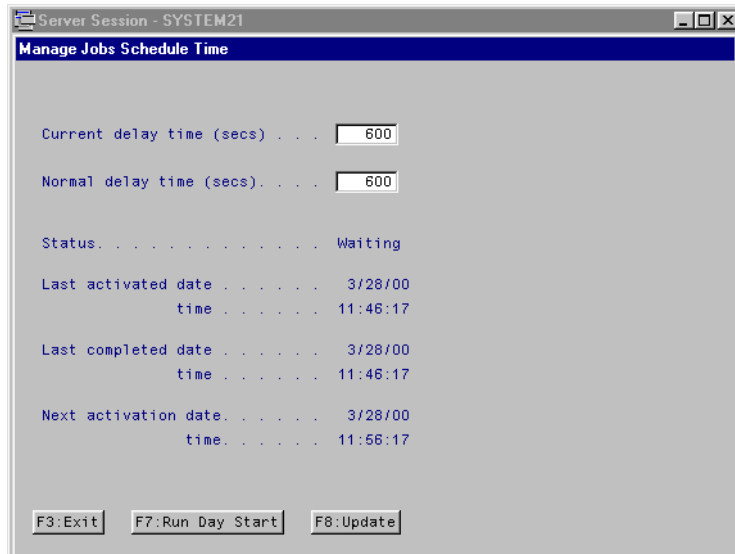 Server Session - SYSTEM21
Manage Jobs Schedule Time
Current delay time (secs) . . . 600
Normal delay time (secs). . . . 600
Status. . . . . . . . . . . . . Waiting
Last activated date . . . . . . 3/28/00
time . . . . . . 11:46:17
Last completed date . . . . . . 3/28/00
time . . . . . . 11:46:17
Next activation date. . . . . . 3/28/00
time. . . . . . 11:56:17
F3:Exit F7:Run Day Start F8:Update